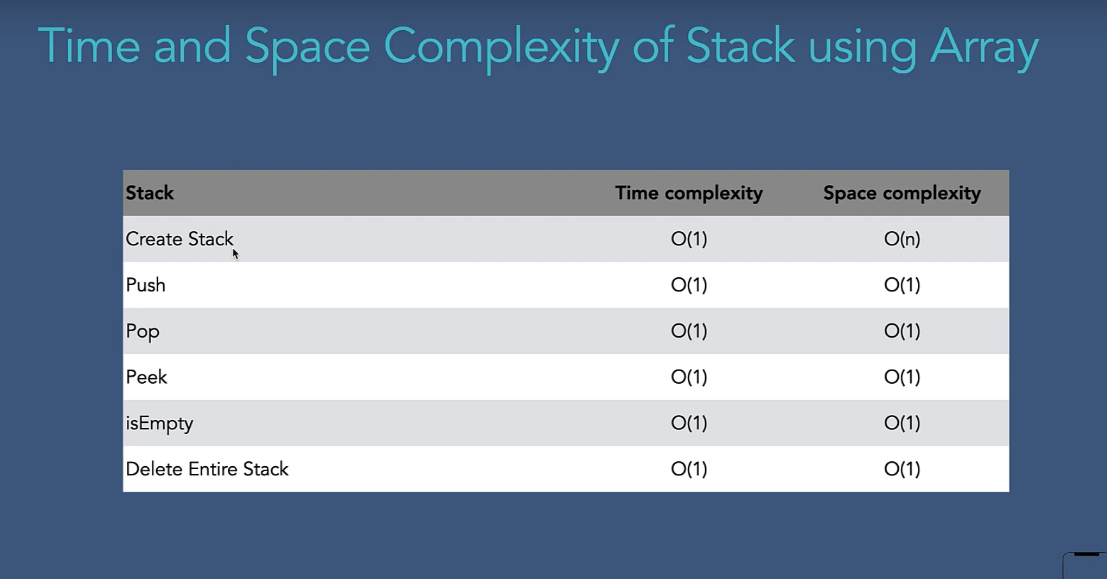 Time and Space Complexity of Stack using Array
Stack Time complexity Space complexity
Create Stack O(1) O(n)
Push O(1) O(1)
Pop O(1) O(1)
Peek O(1) O(1)
isEmpty O(1) O(1)
Delete Entire Stack O(1) O(1)